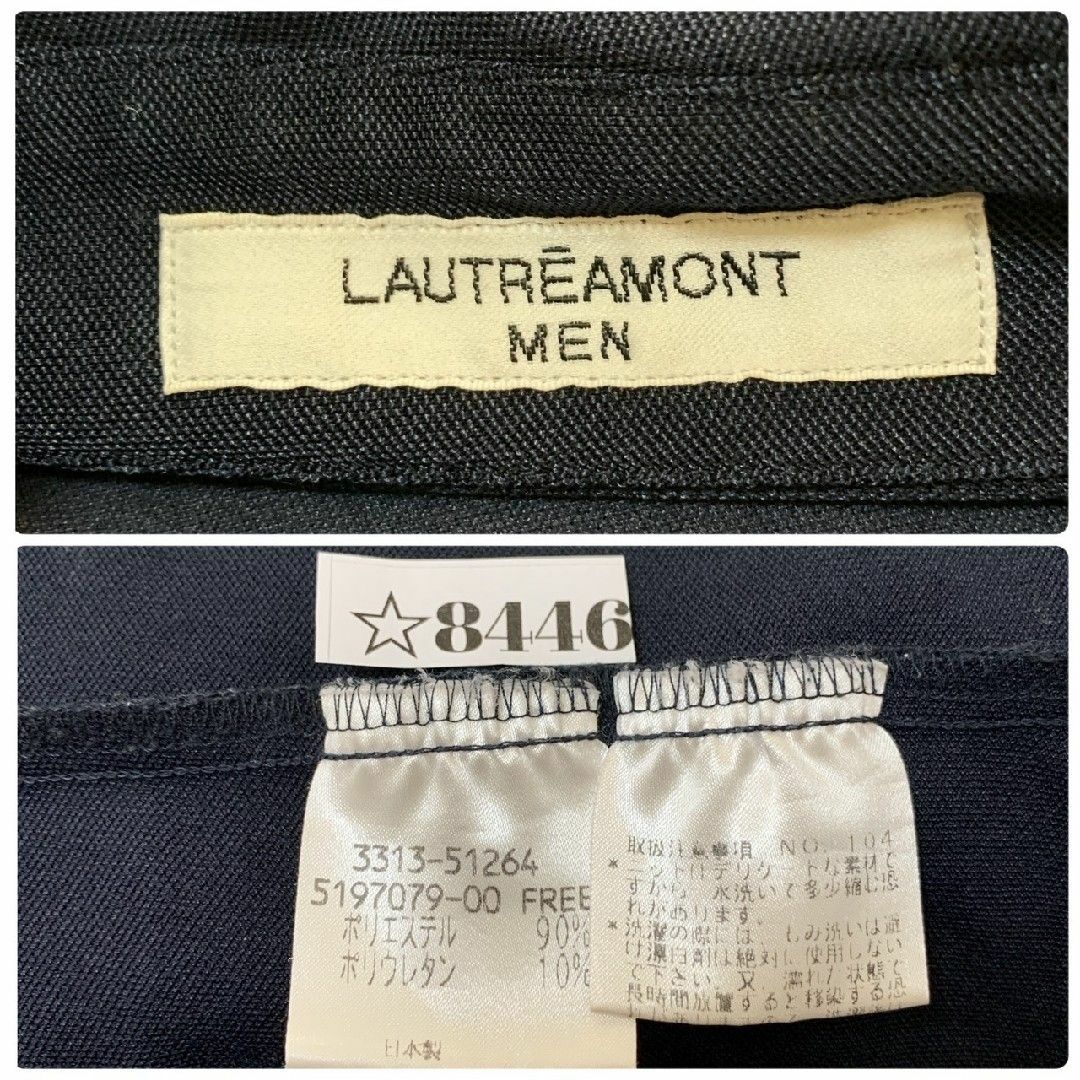 LAUTRĒAMONT
MEN
☆8446
3313-51264
5197079-00 FREE
ポリエステル 90%
ポリウレタン 10%
日本製
取扱注意事項 NO. 104
* ニットはデリケートな素材で
すから、水洗いで多少縮む恐
れがあります。
* 洗濯の際には、もみ洗いは避
け漂白剤は絶対に使用しない
で下さい。又、濡れた状態で
長時間放置すると移染する恐